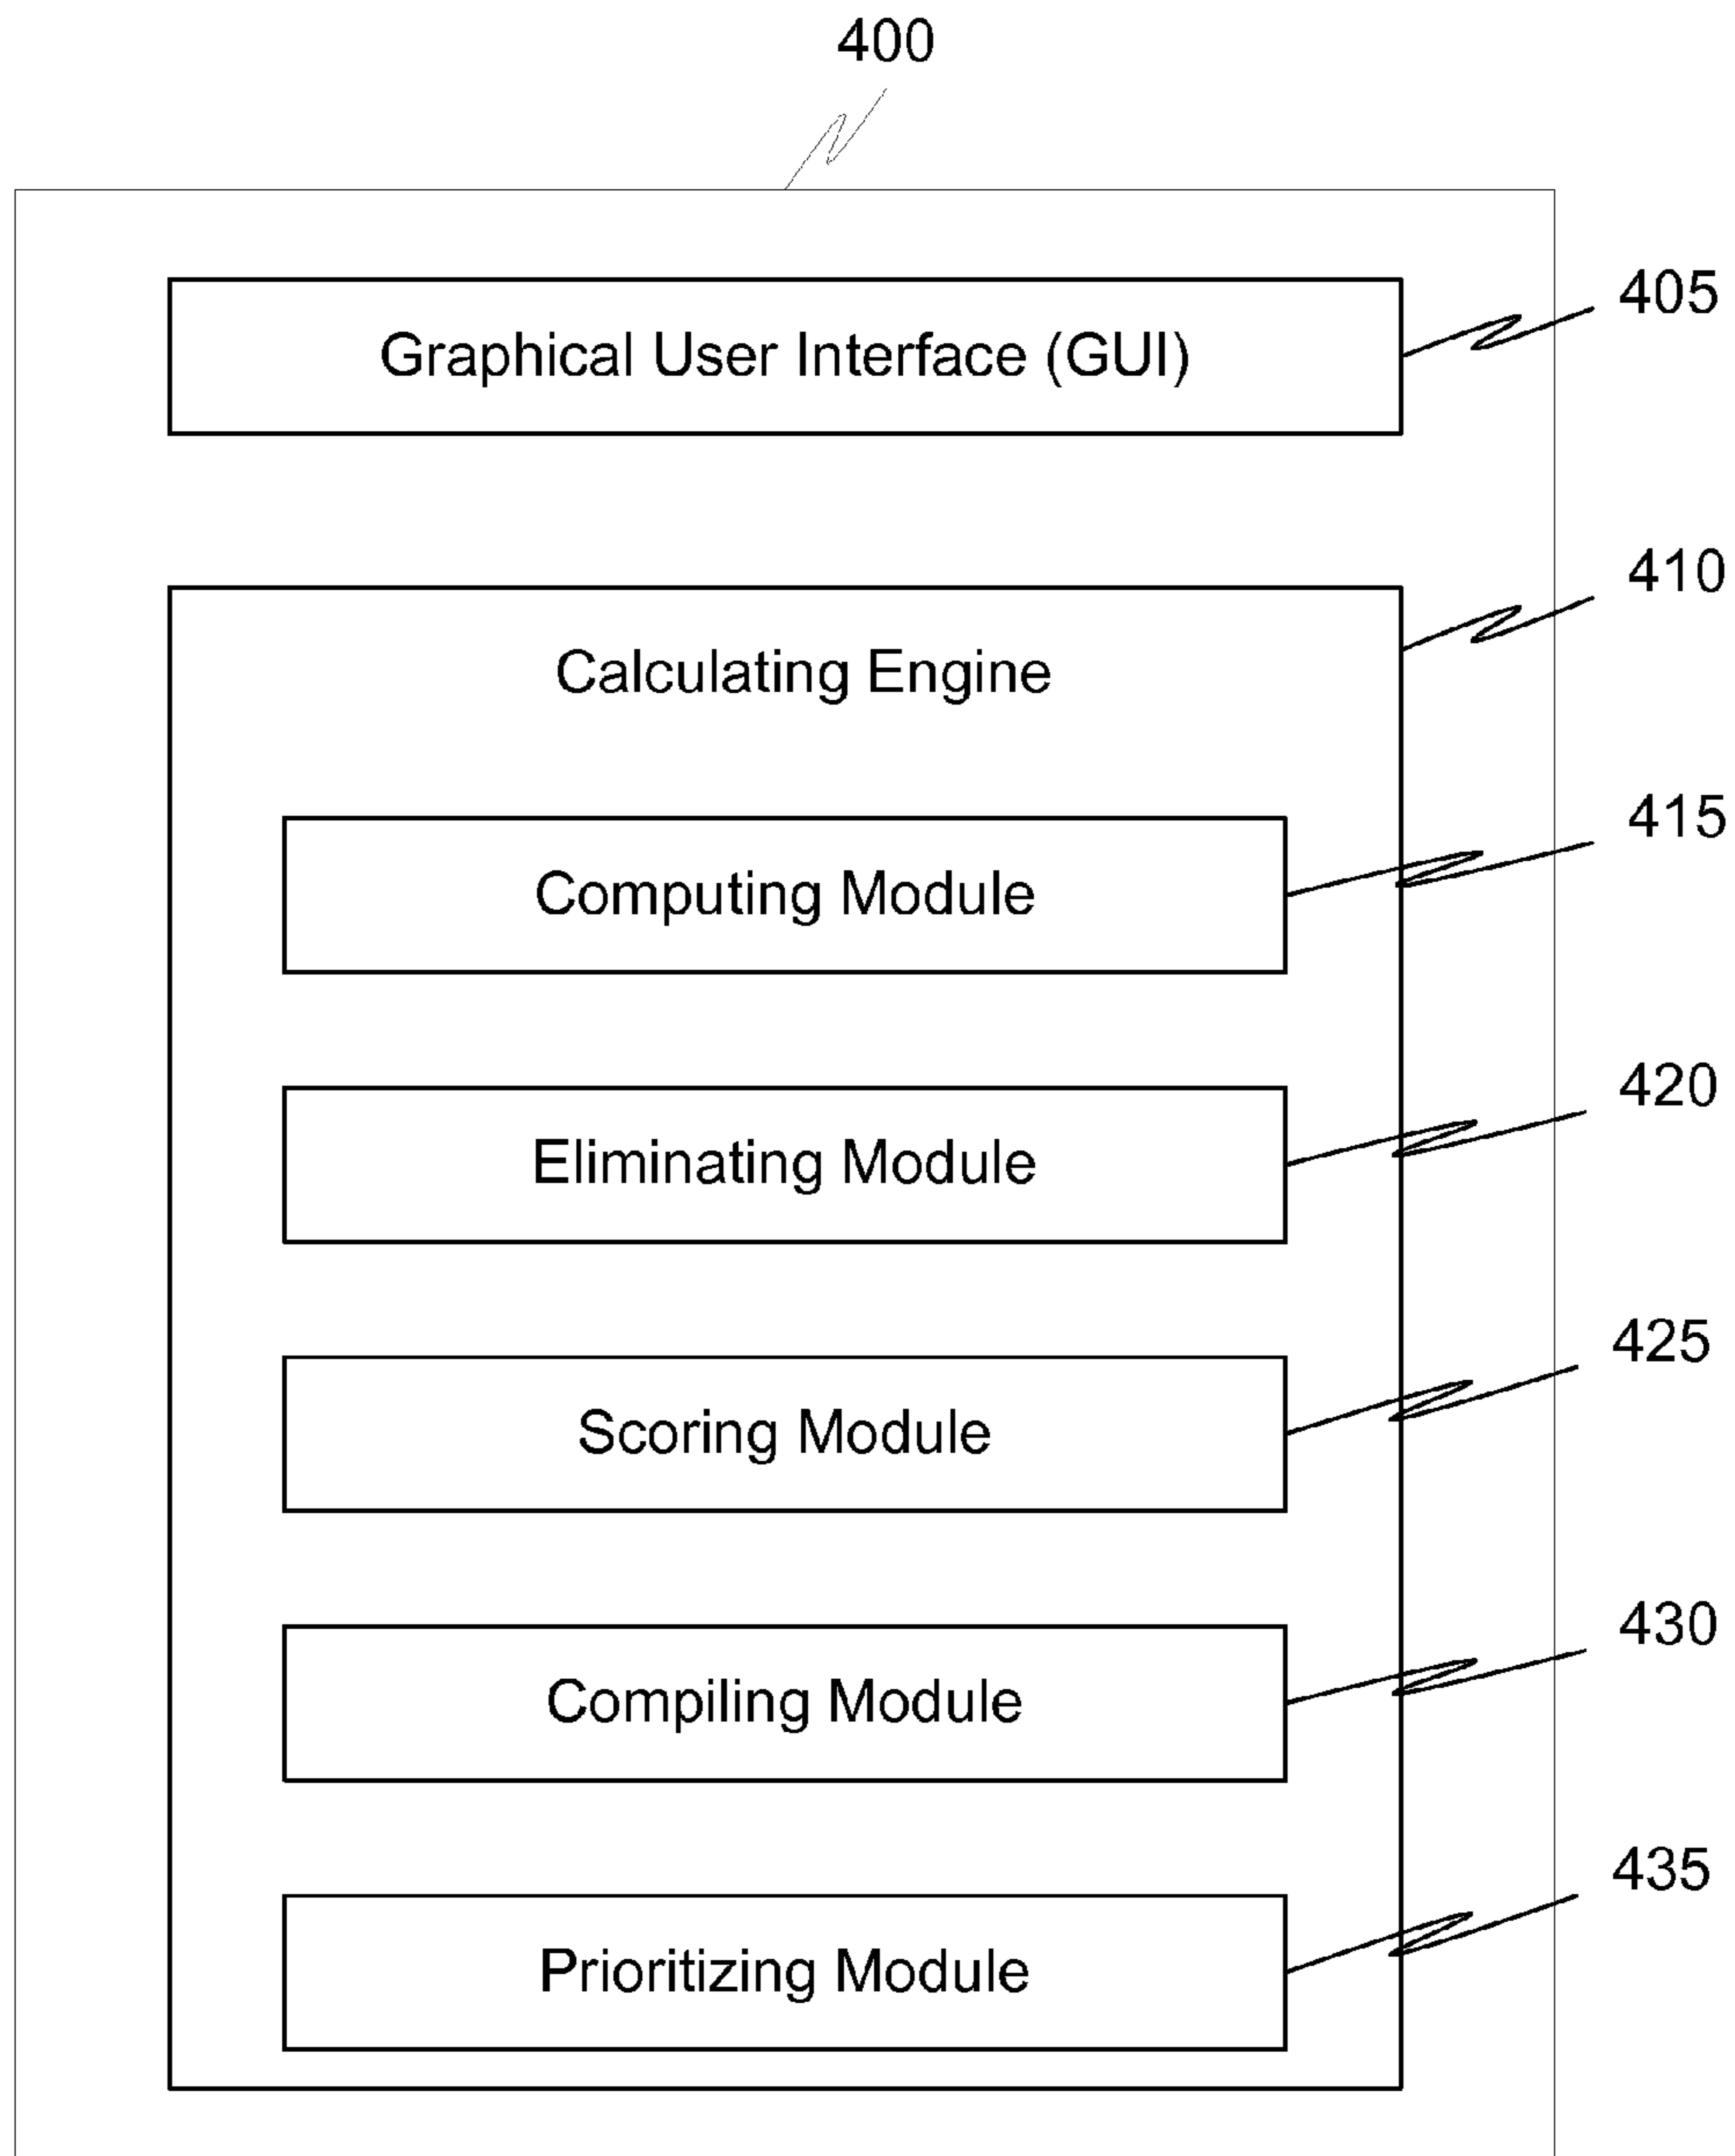 400
405
Graphical User Interface (GUI)
410
Calculating Engine
415
Computing Module
420
Eliminating Module
425
Scoring Module
430
Compiling Module
435
Prioritizing Module